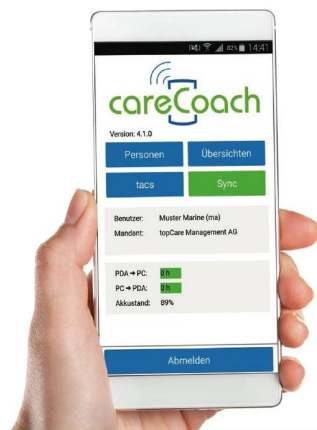 82% 14:41
careCoach
Version: 4.1.0
Personen Übersichten
tacs Sync
Benutzer: Muster Marine (ma)
Mandant: topCare Management AG
PDA → PC: 0 h
PC → PDA: 0 h
Akkustand: 89%
Abmelden